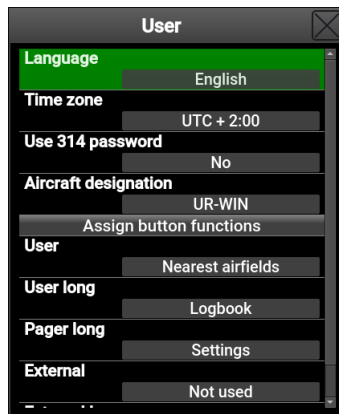 User
Language
English
Time zone
UTC + 2:00
Use 314 password
No
Aircraft designation
UR-WIN
Assign button functions
User
Nearest airfields
User long
Logbook
Pager long
Settings
External
Not used